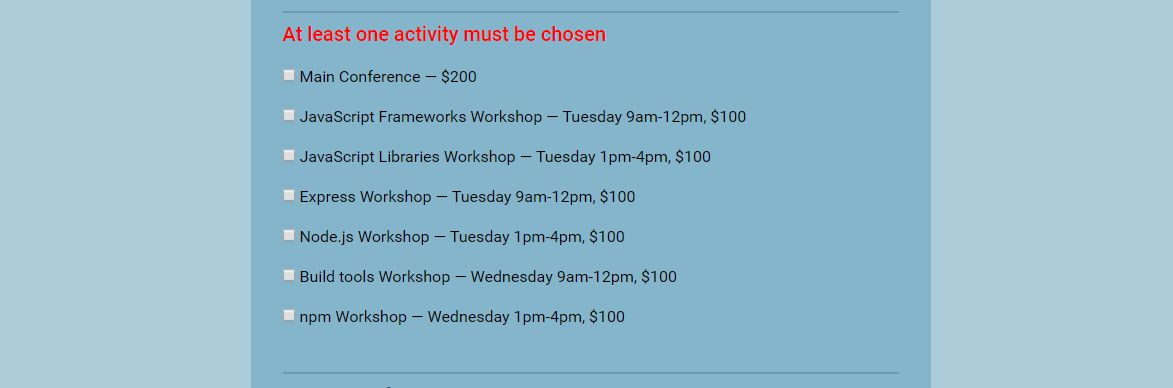 At least one activity must be chosen
Main Conference — $200
JavaScript Frameworks Workshop — Tuesday 9am-12pm, $100
JavaScript Libraries Workshop — Tuesday 1pm-4pm, $100
Express Workshop — Tuesday 9am-12pm, $100
Node.js Workshop — Tuesday 1pm-4pm, $100
Build tools Workshop — Wednesday 9am-12pm, $100
npm Workshop — Wednesday 1pm-4pm, $100